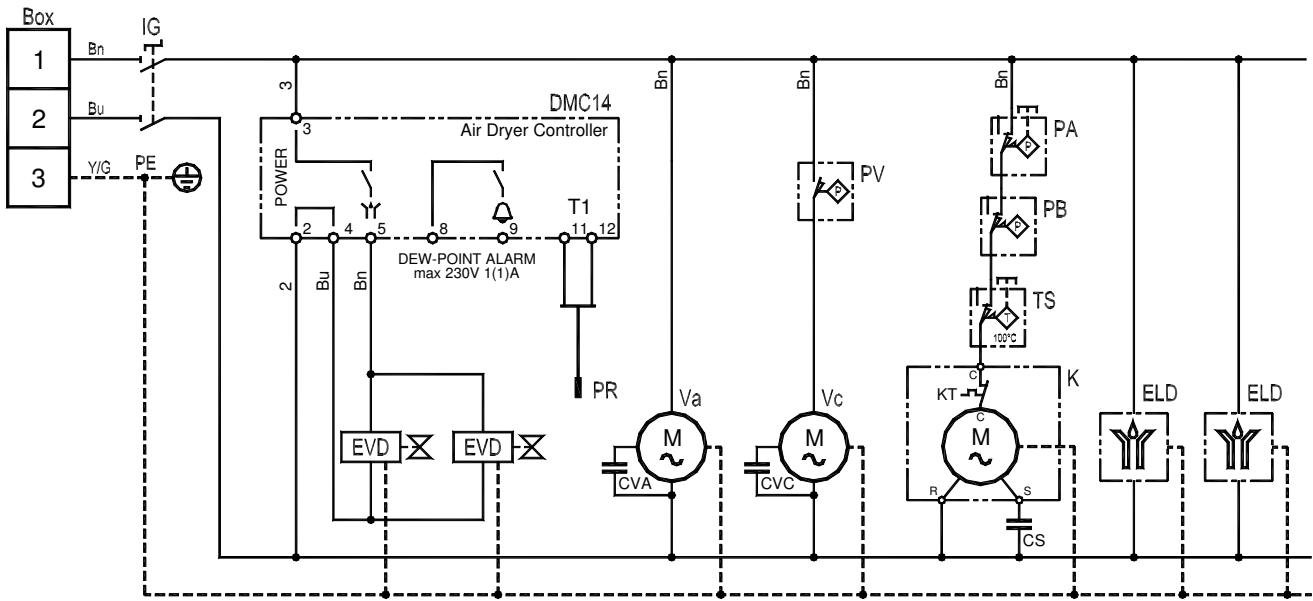 Box
IG
1
Bn
2
Bu
3
Y/G
PE
3
DMC14
3
Air Dryer Controller
POWER
T1
2
4
5
8
9
11
12
DEW-POINT ALARM
max 230V 1(1)A
2
Bu
Bn
PR
EVD
EVD
Bn
Va
M
CVA
Bn
PV
P
Vc
M
CVC
Bn
PA
P
PB
P
TS
T
100°C
C
K
KT
C
M
R
S
CS
ELD
ELD